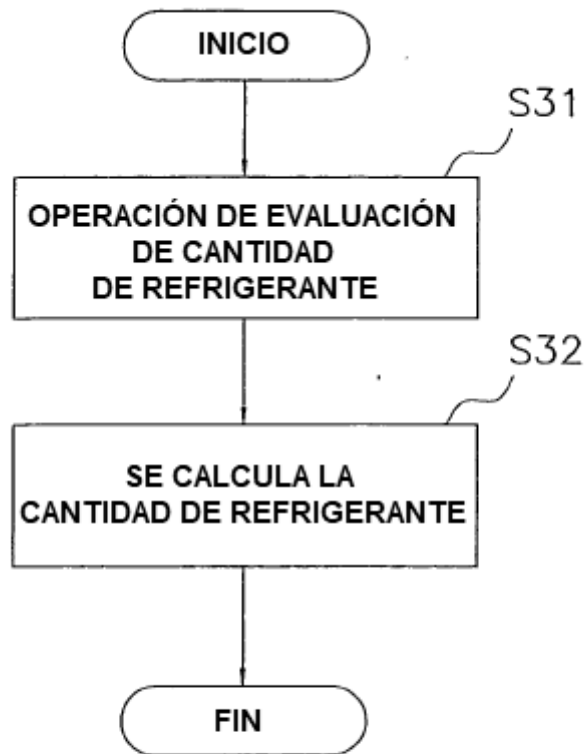 INICIO
S31
OPERACIÓN DE EVALUACIÓN
DE CANTIDAD
DE REFRIGERANTE
S32
SE CALCULA LA
CANTIDAD DE REFRIGERANTE
FIN